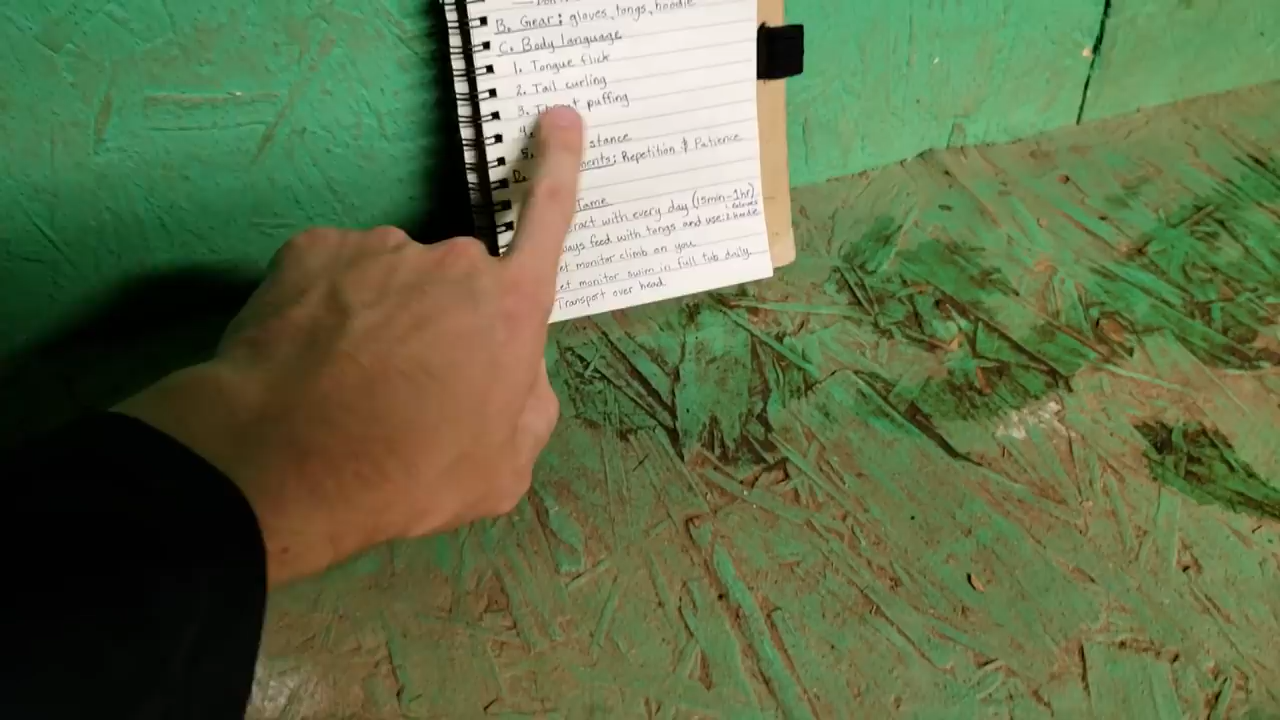 B. Gear: gloves, tongs, hoodie
C. Body language
1. Tongue flick
2. Tail curling
3. puffing
4.
5. stance
D. Repetition & Patience
Tame
with every day (15min-1hr)
feed with tongs and use
monitor climb on you
monitor swim in full tub daily
Transport over head